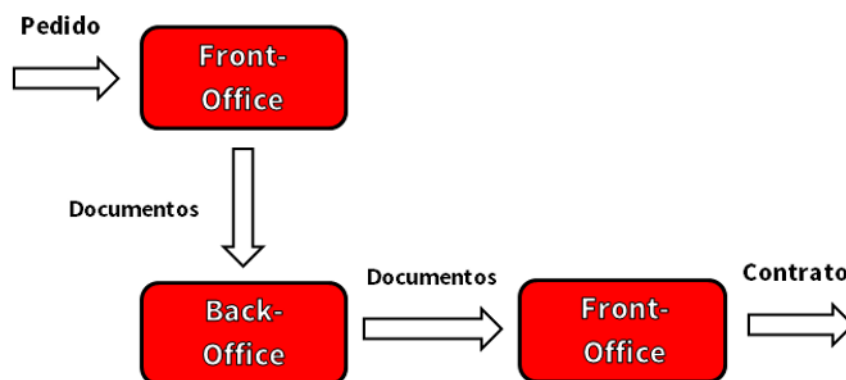 Pedido
Front-
Office
Documentos
Back-
Office
Documentos
Front-
Office
Contrato